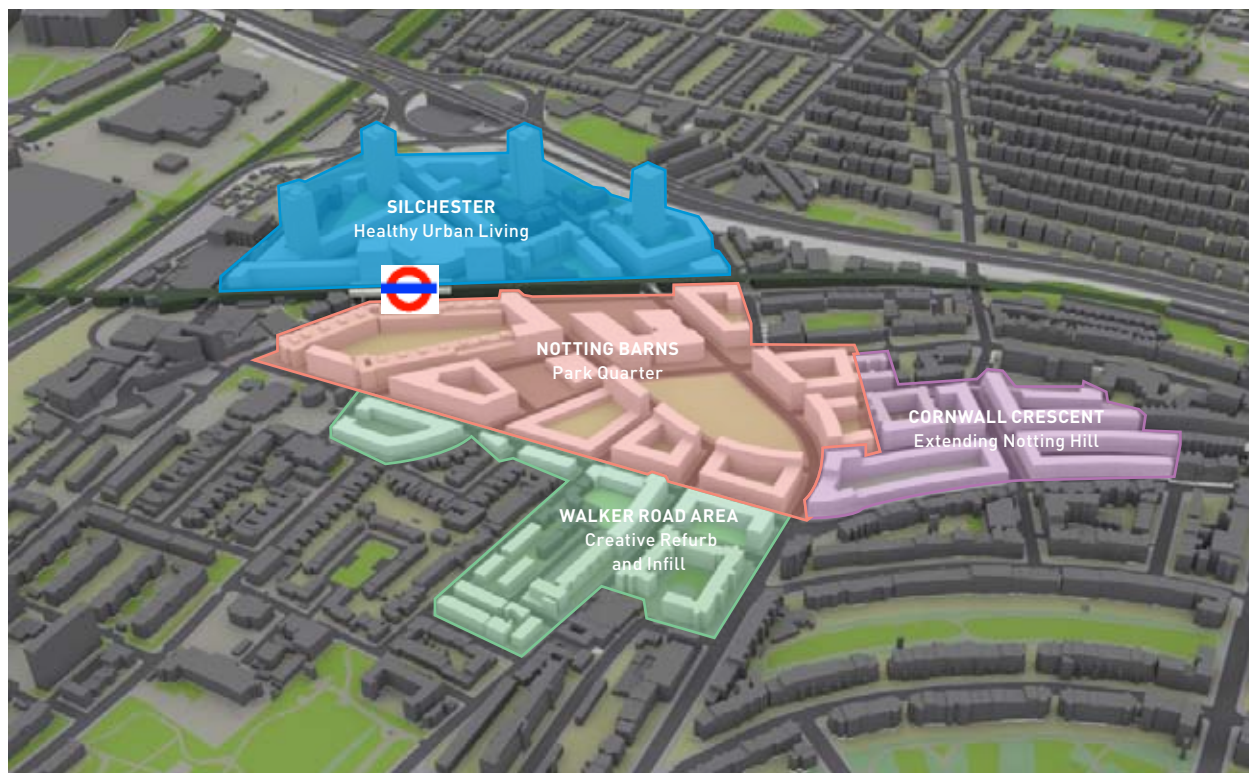 SILCHESTER
Healthy Urban Living
NOTTING BARNS
Park Quarter
CORNWALL CRESCENT
Extending Notting Hill
WALKER ROAD AREA
Creative Refurb
and Infill